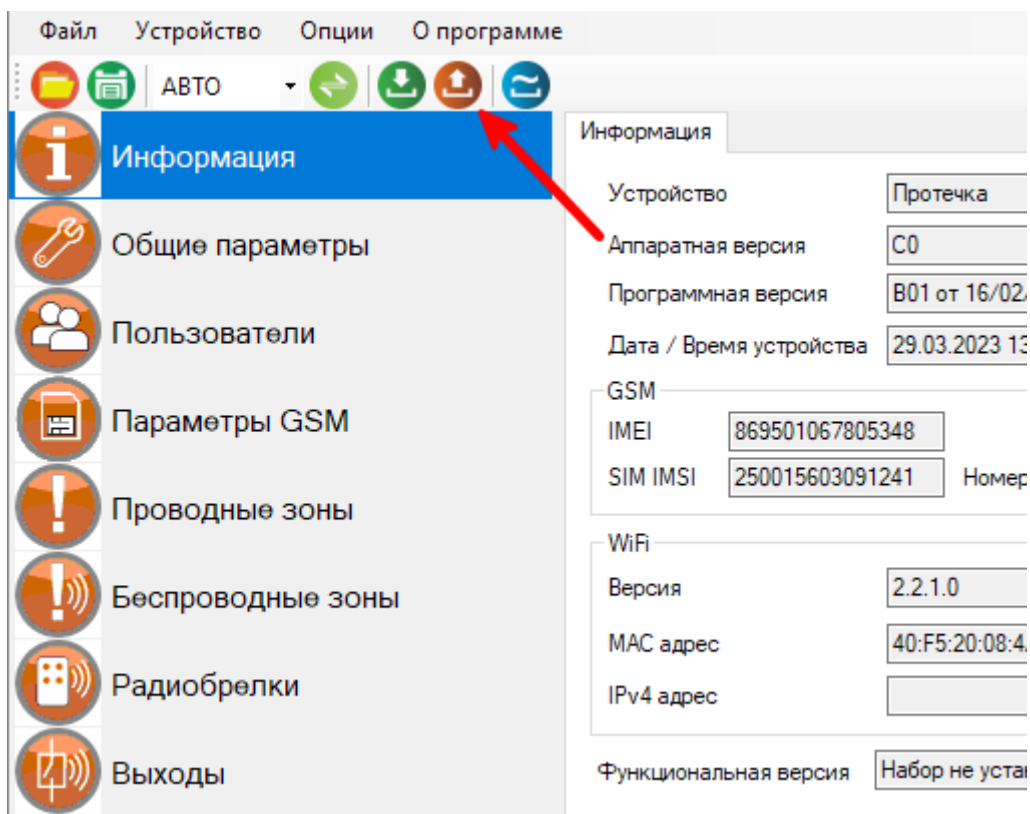 Файл Устройство Опции О программе
АВТО
Информация
Общие параметры
Пользователи
Параметры GSM
Проводные зоны
Беспроводные зоны
Радиобрелки
Выходы
Информация
Устройство Протечка
Аппаратная версия C0
Программная версия B01 от 16/02
Дата / Время устройства 29.03.2023 13
GSM
IMEI 869501067805348
SIM IMSI 250015603091241 Номер
WiFi
Версия 2.2.1.0
MAC адрес 40:F5:20:08:4
IPv4 адрес
Функциональная версия Набор не уста